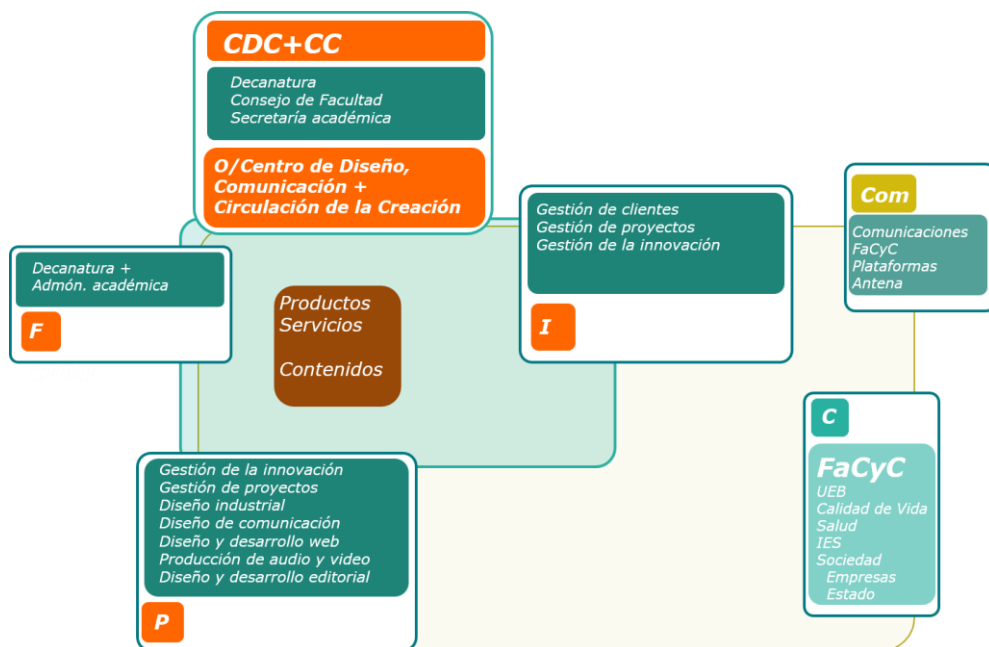 CDC+CC
Decanatura
Consejo de Facultad
Secretaría académica
O/Centro de Diseño,
Comunicación +
Circulación de la Creación
Gestión de clientes
Gestión de proyectos
Gestión de la innovación
I
Com
Comunicaciones
FaCyC
Plataformas
Antena
Decanatura +
Admón. académica
F
Productos
Servicios
Contenidos
C
FaCyC
UEB
Calidad de Vida
Salud
IES
Sociedad
Empresas
Estado
Gestión de la innovación
Gestión de proyectos
Diseño industrial
Diseño de comunicación
Diseño y desarrollo web
Producción de audio y video
Diseño y desarrollo editorial
P